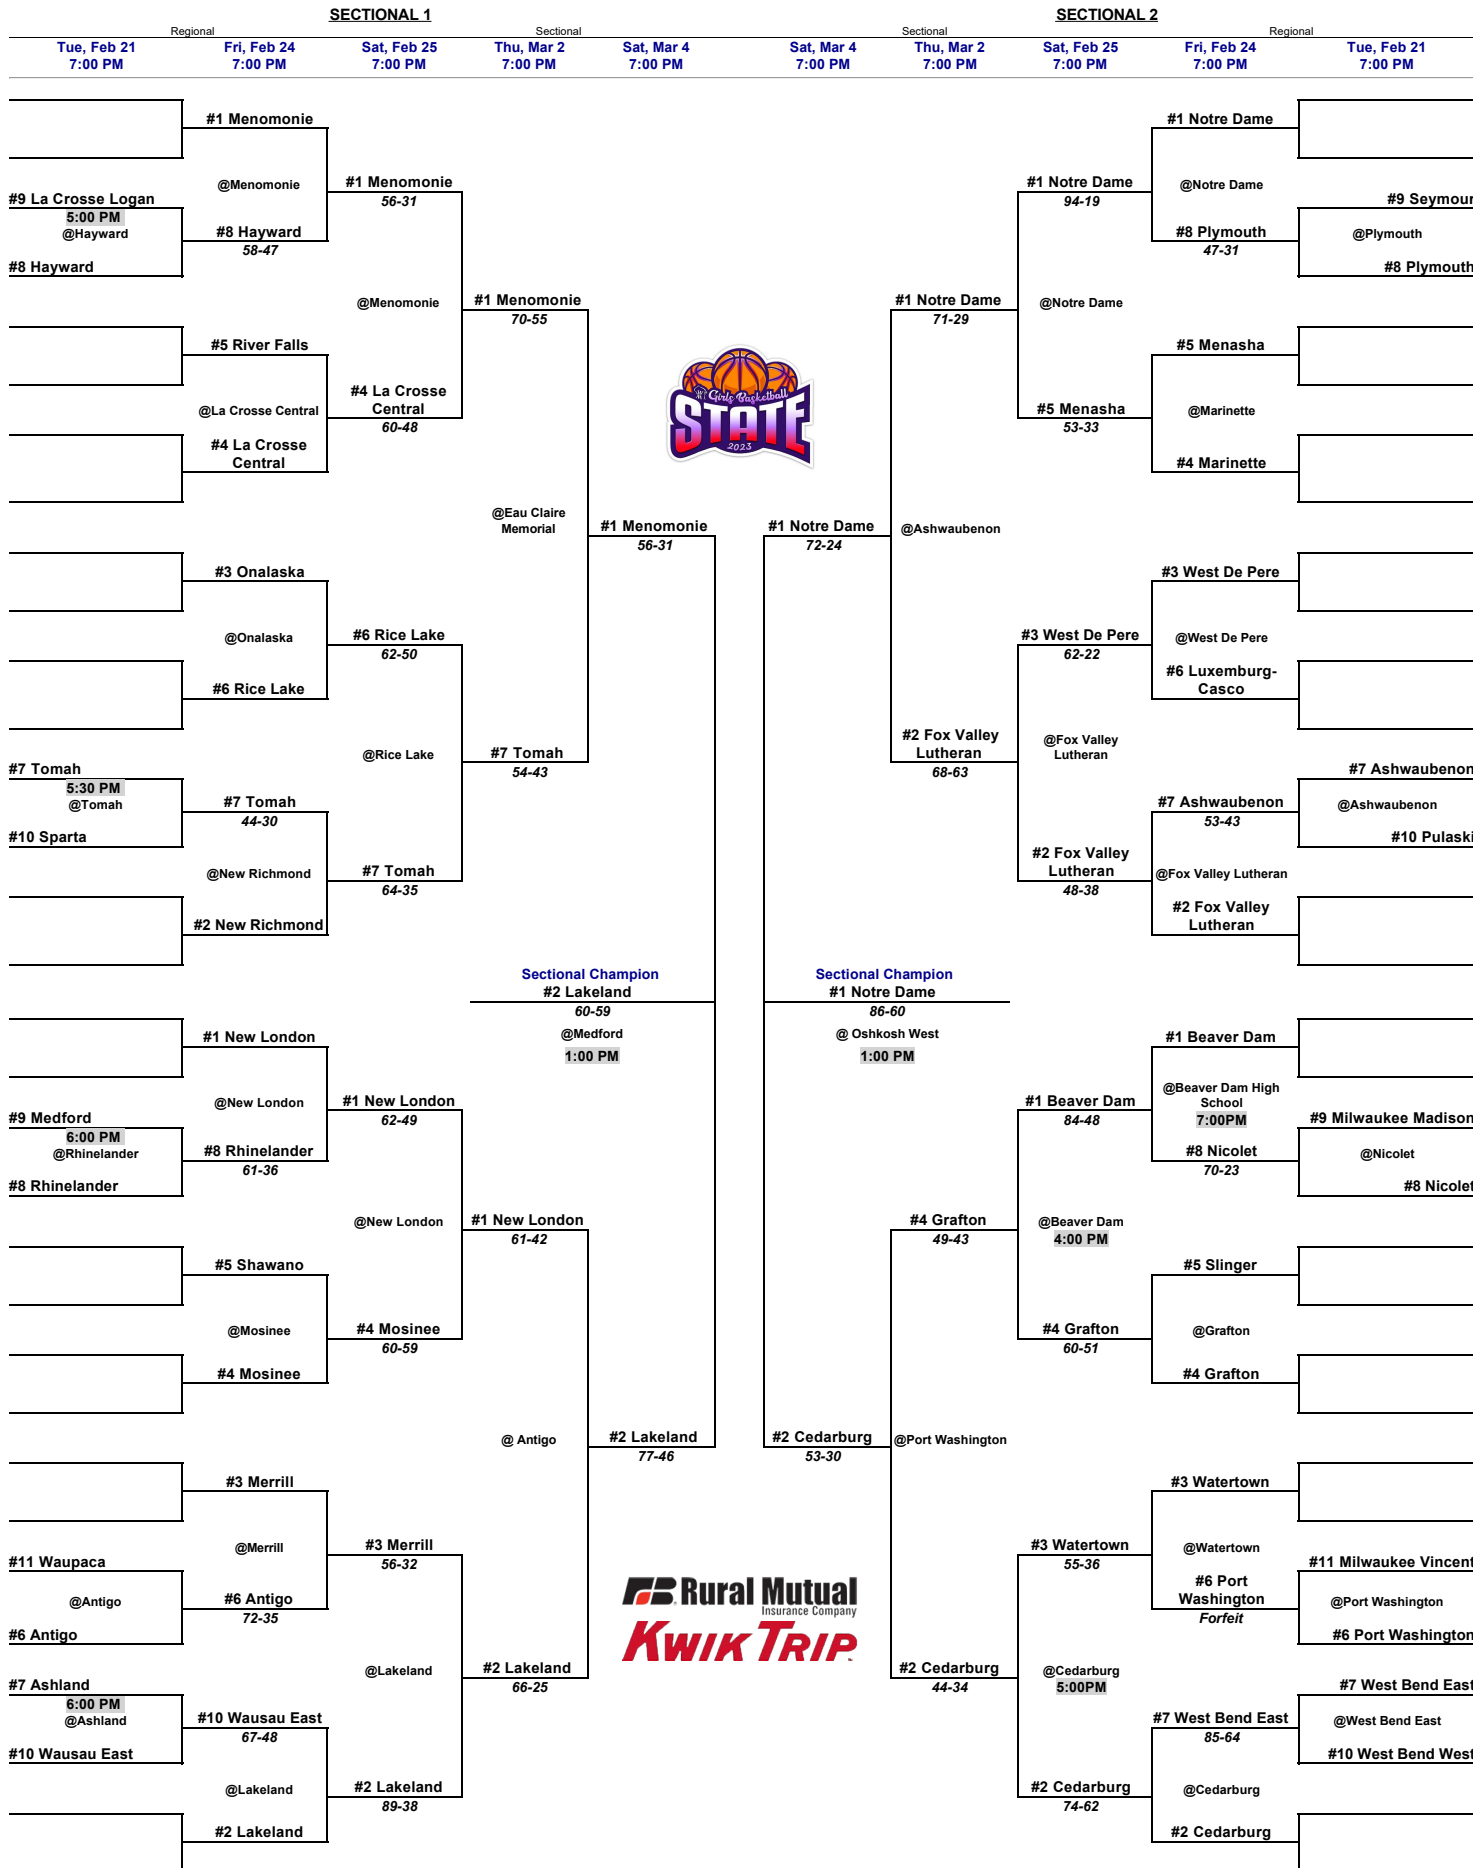 SECTIONAL 1
SECTIONAL 2
Regional
Sectional
Sectional
Regional
Tue, Feb 21
7:00 PM
Fri, Feb 24
7:00 PM
Sat, Feb 25
7:00 PM
Thu, Mar 2
7:00 PM
Sat, Mar 4
7:00 PM
Sat, Mar 4
7:00 PM
Thu, Mar 2
7:00 PM
Sat, Feb 25
7:00 PM
Fri, Feb 24
7:00 PM
Tue, Feb 21
7:00 PM
#1 Menomonie
@Menomonie
#9 La Crosse Logan
5:00 PM
@Hayward
#8 Hayward
#8 Hayward
58-47
#1 Menomonie
56-31
@Menomonie
#5 River Falls
@La Crosse Central
#4 La Crosse
Central
#4 La Crosse
Central
60-48
#1 Menomonie
70-55
@Eau Claire
Memorial
#3 Onalaska
@Onalaska
#6 Rice Lake
#6 Rice Lake
62-50
@Rice Lake
#7 Tomah
5:30 PM
@Tomah
#10 Sparta
#7 Tomah
44-30
@New Richmond
#2 New Richmond
#7 Tomah
64-35
#7 Tomah
54-43
#1 Menomonie
56-31
Sectional Champion
#2 Lakeland
60-59
@Medford
1:00 PM
#1 New London
@New London
#9 Medford
6:00 PM
@Rhinelander
#8 Rhinelander
#8 Rhinelander
61-36
#1 New London
62-49
@New London
#5 Shawano
@Mosinee
#4 Mosinee
#4 Mosinee
60-59
#1 New London
61-42
@ Antigo
#2 Lakeland
77-46
#3 Merrill
@Merrill
#11 Waupaca
@Antigo
#6 Antigo
#6 Antigo
72-35
#3 Merrill
56-32
@Lakeland
#7 Ashland
6:00 PM
@Ashland
#10 Wausau East
#10 Wausau East
67-48
@Lakeland
#2 Lakeland
#2 Lakeland
89-38
#2 Lakeland
66-25
Girls Basketball
STATE
2023
#1 Notre Dame
@Notre Dame
#9 Seymour
@Plymouth
#8 Plymouth
#8 Plymouth
47-31
#1 Notre Dame
94-19
@Notre Dame
#5 Menasha
@Marinette
#4 Marinette
#5 Menasha
53-33
#1 Notre Dame
71-29
@Ashwaubenon
#1 Notre Dame
72-24
#3 West De Pere
@West De Pere
#6 Luxemburg-
Casco
#3 West De Pere
62-22
@Fox Valley
Lutheran
#2 Fox Valley
Lutheran
68-63
#7 Ashwaubenon
@Ashwaubenon
#10 Pulaski
#7 Ashwaubenon
53-43
@Fox Valley Lutheran
#2 Fox Valley
Lutheran
#2 Fox Valley
Lutheran
48-38
Sectional Champion
#1 Notre Dame
86-60
@ Oshkosh West
1:00 PM
#1 Beaver Dam
@Beaver Dam High
School
7:00PM
#9 Milwaukee Madison
@Nicolet
#8 Nicolet
#8 Nicolet
70-23
#1 Beaver Dam
84-48
@Beaver Dam
4:00 PM
#5 Slinger
@Grafton
#4 Grafton
#4 Grafton
60-51
#4 Grafton
49-43
@Port Washington
#2 Cedarburg
53-30
#3 Watertown
@Watertown
#11 Milwaukee Vincent
@Port Washington
#6 Port Washington
#6 Port
Washington
Forfeit
#3 Watertown
55-36
@Cedarburg
5:00PM
#2 Cedarburg
44-34
#7 West Bend East
@West Bend East
#10 West Bend West
#7 West Bend East
85-64
@Cedarburg
#2 Cedarburg
#2 Cedarburg
74-62
Rural Mutual
Insurance Company
KWIK TRIP